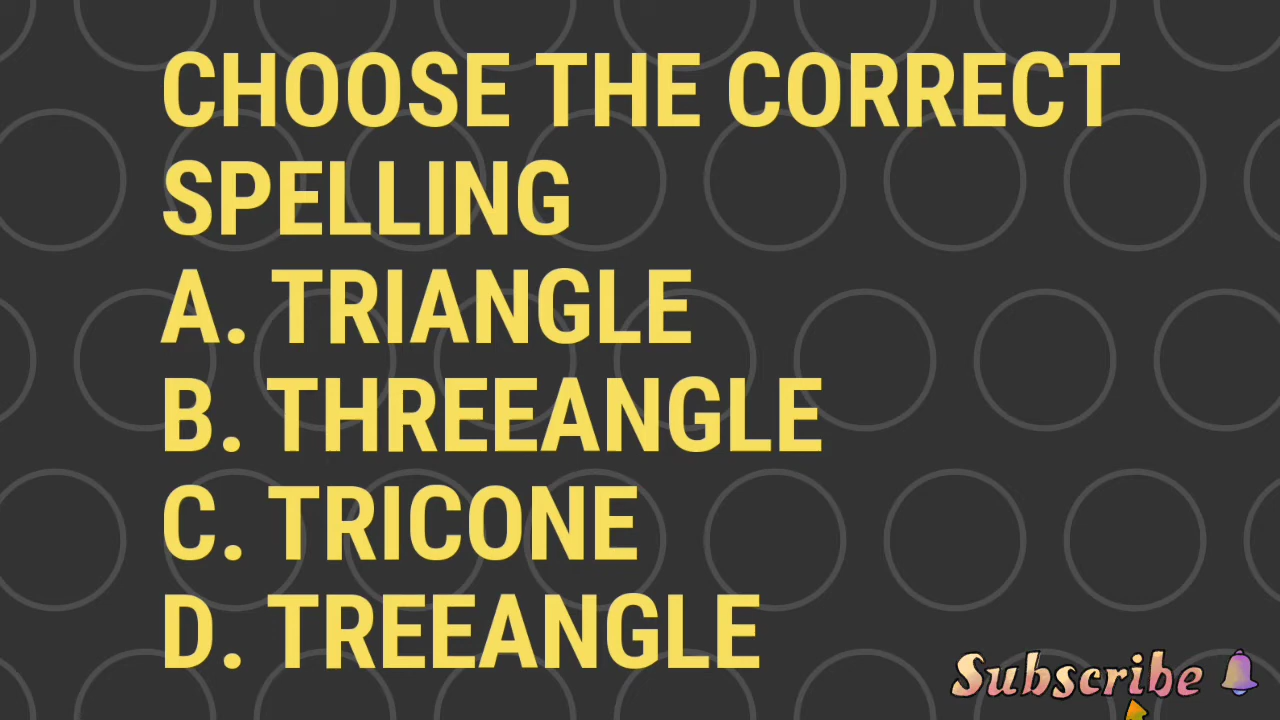 CHOOSE THE CORRECT
SPELLING
A. TRIANGLE
B. THREEANGLE
C. TRICONE
D. TREEANGLE
Subscribe